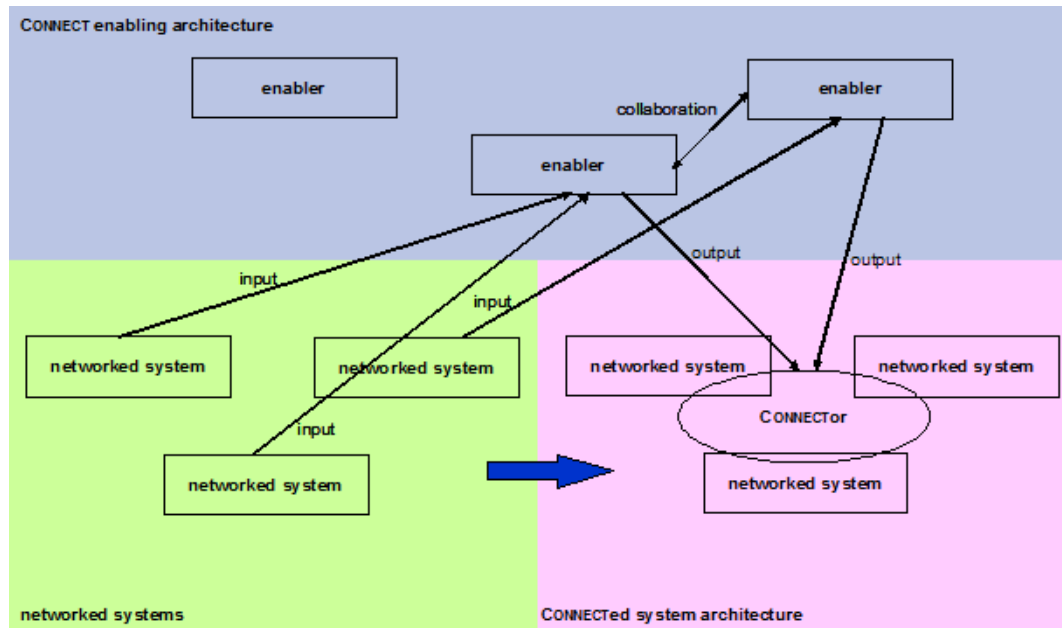 CONNECT enabling architecture
enabler
enabler
collaboration
enabler
input
output
output
input
networked system
networked system
networked system
networked system
CONNECTor
input
networked system
networked system
networked systems
CONNECTed system architecture